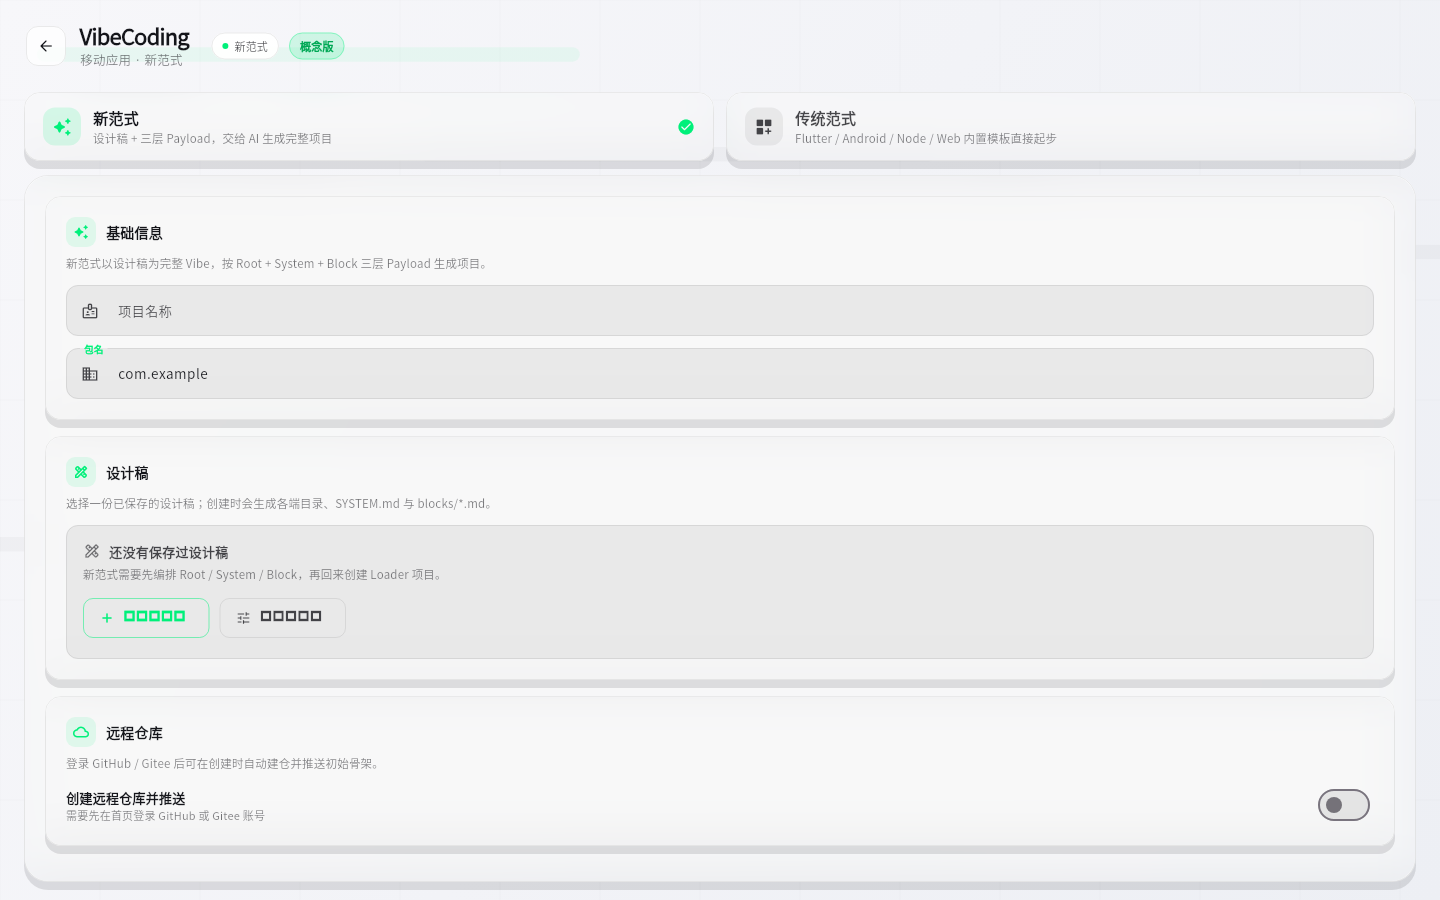 VibeCoding
移动应用 · 新范式
新范式
概念版
新范式
设计稿 + 三层 Payload，交给 AI 生成完整项目
传统范式
Flutter / Android / Node / Web 内置模板直接起步
基础信息
新范式以设计稿为完整 Vibe，按 Root + System + Block 三层 Payload 生成项目。
项目名称
包名
com.example
设计稿
选择一份已保存的设计稿；创建时会生成各端目录、SYSTEM.md 与 blocks/*.md。
还没有保存过设计稿
新范式需要先编排 Root / System / Block，再回来创建 Loader 项目。
远程仓库
登录 GitHub / Gitee 后可在创建时自动建仓并推送初始骨架。
创建远程仓库并推送
需要先在首页登录 GitHub 或 Gitee 账号